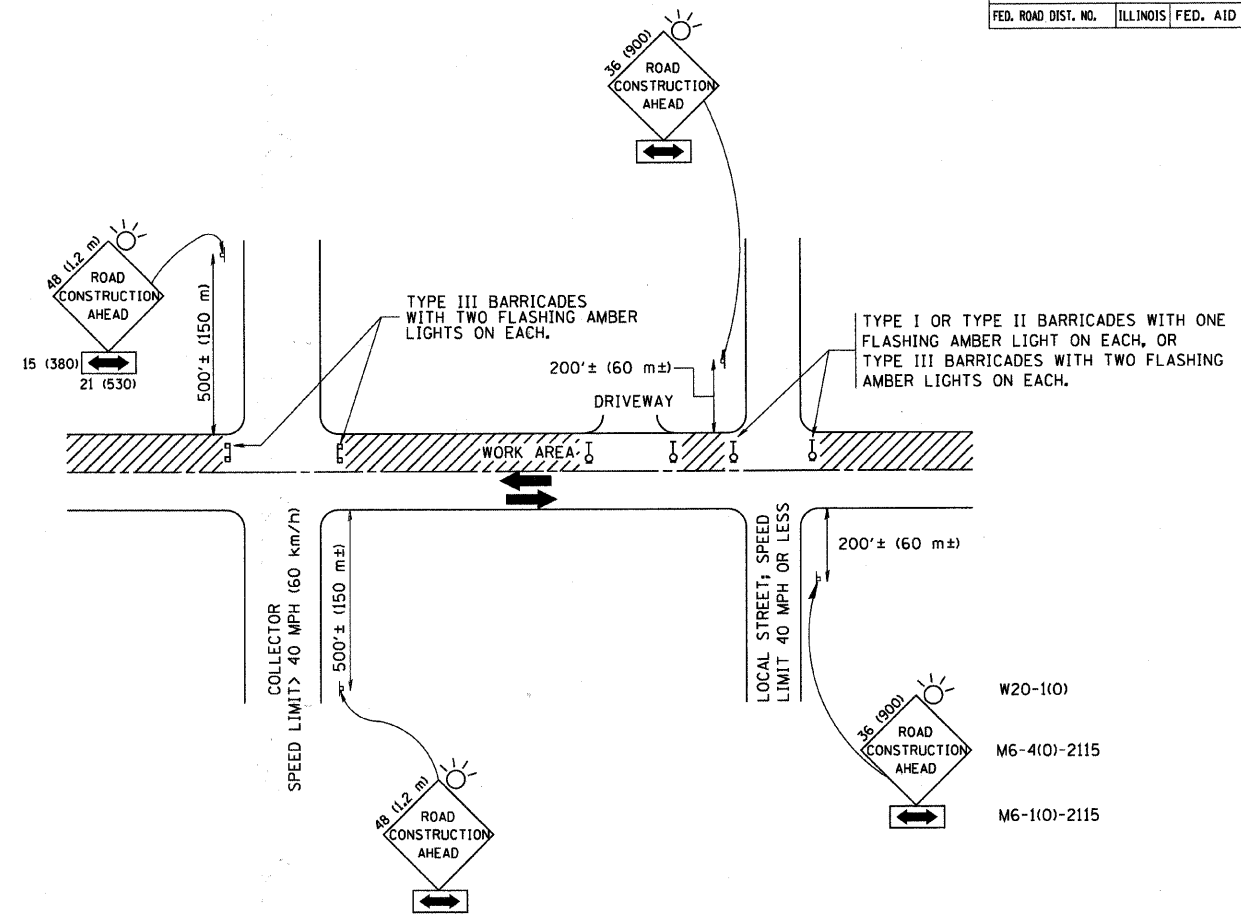 FED. ROAD DIST. NO. ILLINOIS FED. AID
36 (900)
ROAD
CONSTRUCTION
AHEAD
48 (1.2 m)
ROAD
CONSTRUCTION
AHEAD
15 (380)
21 (530)
500'± (150 m)
TYPE III BARRICADES
WITH TWO FLASHING AMBER
LIGHTS ON EACH.
200'± (60 m±)
DRIVEWAY
TYPE I OR TYPE II BARRICADES WITH ONE
FLASHING AMBER LIGHT ON EACH, OR
TYPE III BARRICADES WITH TWO FLASHING
AMBER LIGHTS ON EACH.
WORK AREA
COLLECTOR
SPEED LIMIT> 40 MPH (60 km/h)
500'± (150 m±)
LOCAL STREET; SPEED
LIMIT 40 MPH OR LESS
200'± (60 m±)
48 (1.2 m)
ROAD
CONSTRUCTION
AHEAD
36 (900)
ROAD
CONSTRUCTION
AHEAD
W20-1(0)
M6-4(0)-2115
M6-1(0)-2115